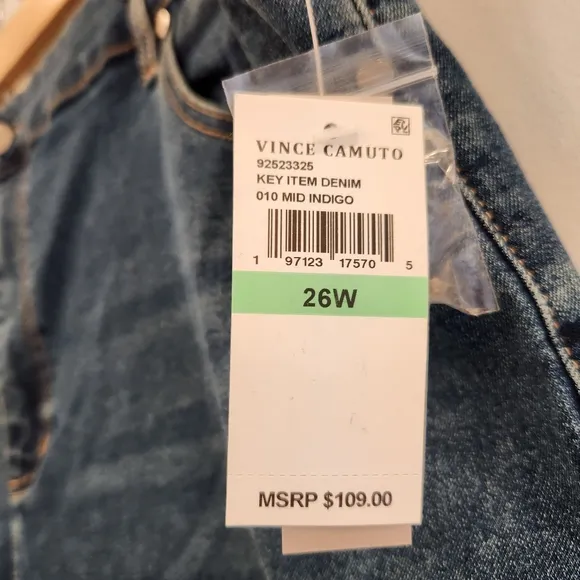 VINCE CAMUTO
92523325
KEY ITEM DENIM
010 MID INDIGO
1 97123 17570 5
26W
MSRP $109.00